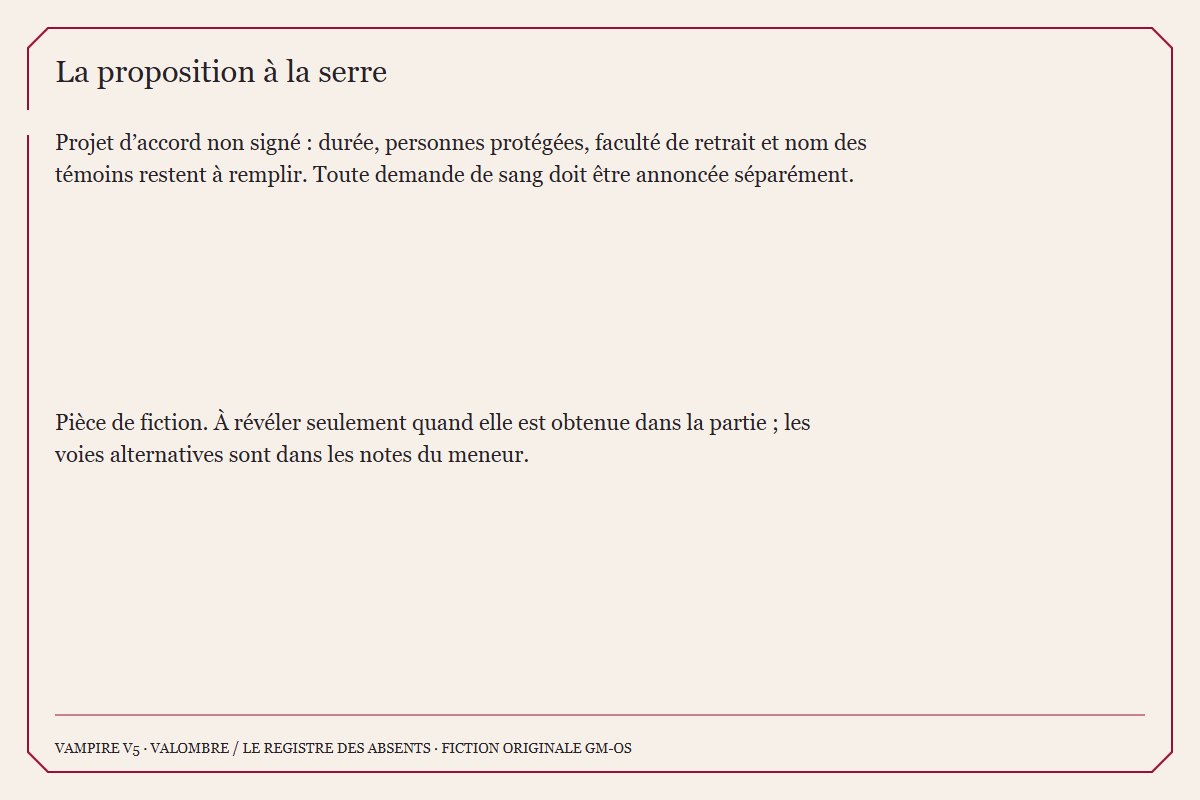 La proposition à la serre
Projet d’accord non signé : durée, personnes protégées, faculté de retrait et nom des
témoins restent à remplir. Toute demande de sang doit être annoncée séparément.
Pièce de fiction. À révéler seulement quand elle est obtenue dans la partie ; les
voies alternatives sont dans les notes du meneur.
VAMPIRE V5 · VALOMBRE / LE REGISTRE DES ABSENTS · FICTION ORIGINALE GM-OS